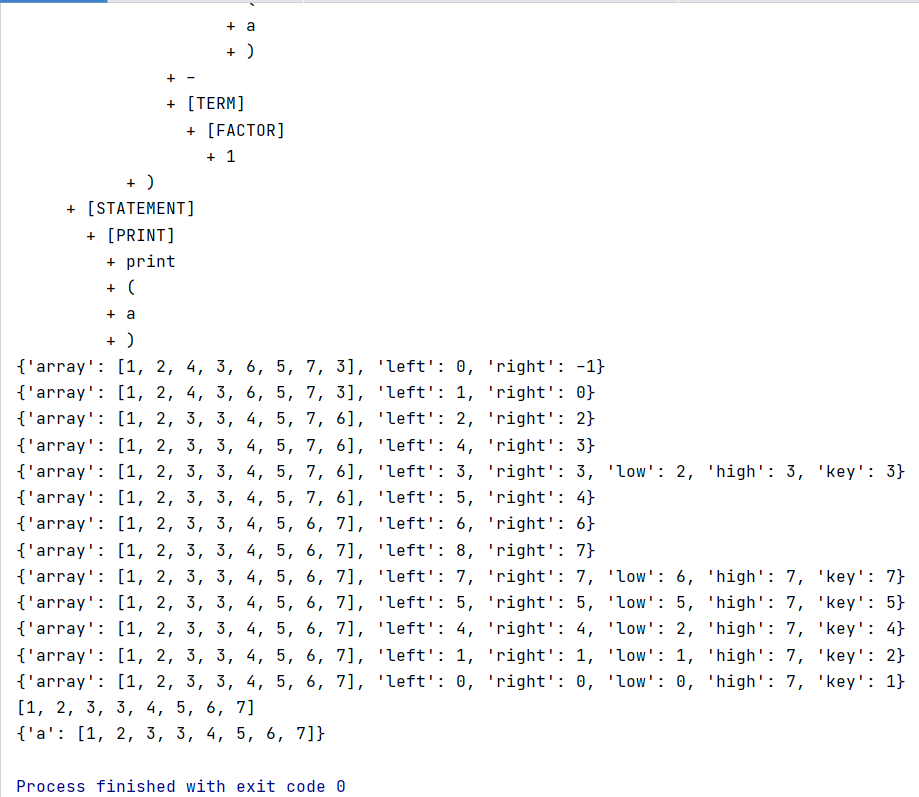 + a
+ )
+ -
+ [TERM]
+ [FACTOR]
+ 1
+ )
+ [STATEMENT]
+ [PRINT]
+ print
+ (
+ a
+ )
{'array': [1, 2, 4, 3, 6, 5, 7, 3], 'left': 0, 'right': -1}
{'array': [1, 2, 4, 3, 6, 5, 7, 3], 'left': 1, 'right': 0}
{'array': [1, 2, 3, 3, 4, 5, 7, 6], 'left': 2, 'right': 2}
{'array': [1, 2, 3, 3, 4, 5, 7, 6], 'left': 4, 'right': 3}
{'array': [1, 2, 3, 3, 4, 5, 7, 6], 'left': 3, 'right': 3, 'low': 2, 'high': 3, 'key': 3}
{'array': [1, 2, 3, 3, 4, 5, 7, 6], 'left': 5, 'right': 4}
{'array': [1, 2, 3, 3, 4, 5, 6, 7], 'left': 6, 'right': 6}
{'array': [1, 2, 3, 3, 4, 5, 6, 7], 'left': 8, 'right': 7}
{'array': [1, 2, 3, 3, 4, 5, 6, 7], 'left': 7, 'right': 7, 'low': 6, 'high': 7, 'key': 7}
{'array': [1, 2, 3, 3, 4, 5, 6, 7], 'left': 5, 'right': 5, 'low': 5, 'high': 7, 'key': 5}
{'array': [1, 2, 3, 3, 4, 5, 6, 7], 'left': 4, 'right': 4, 'low': 2, 'high': 7, 'key': 4}
{'array': [1, 2, 3, 3, 4, 5, 6, 7], 'left': 1, 'right': 1, 'low': 1, 'high': 7, 'key': 2}
{'array': [1, 2, 3, 3, 4, 5, 6, 7], 'left': 0, 'right': 0, 'low': 0, 'high': 7, 'key': 1}
[1, 2, 3, 3, 4, 5, 6, 7]
{'a': [1, 2, 3, 3, 4, 5, 6, 7]}
Process finished with exit code 0